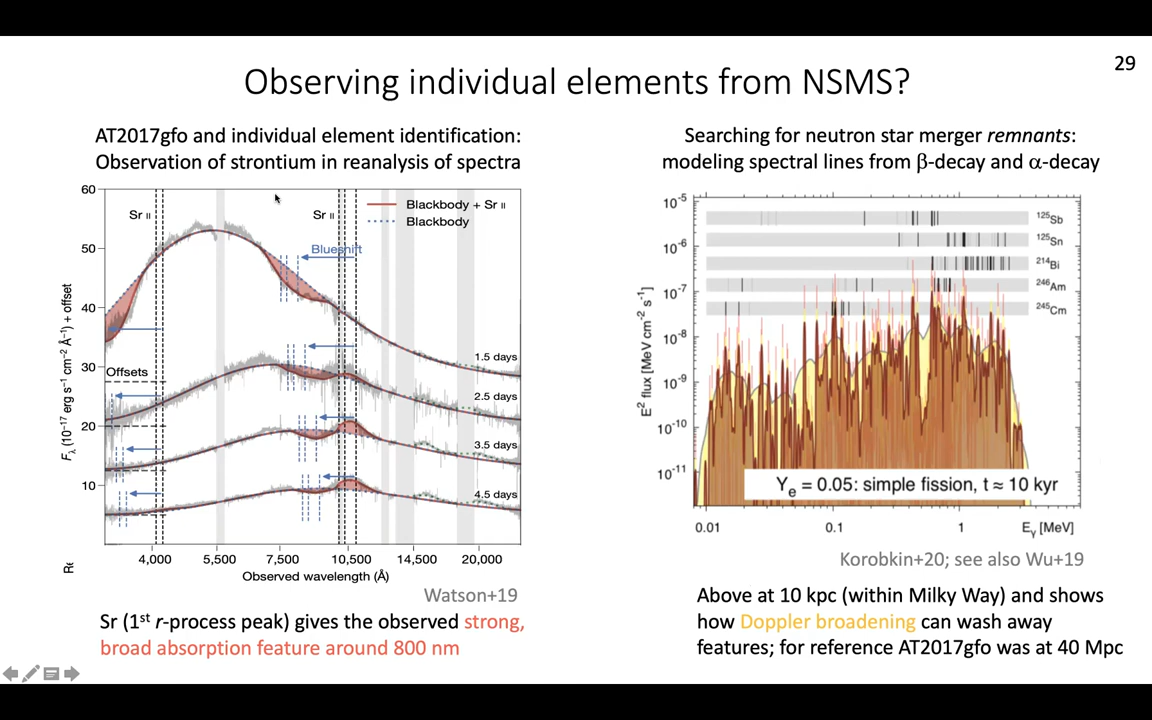 29
Observing individual elements from NSMS?
AT2017gfo and individual element identification:
Observation of strontium in reanalysis of spectra
60
50
40
30
20
10
Fλ (10⁻¹⁷ erg s⁻¹ cm⁻² Å⁻¹) + offset
Sr II
Sr II
Blackbody + Sr II
Blackbody
Blueshift
1.5 days
Offsets
2.5 days
3.5 days
4.5 days
4,000 5,500 7,500 10,500 14,500 20,000
Observed wavelength (Å)
Watson+19
Sr (1st r-process peak) gives the observed strong,
broad absorption feature around 800 nm
Searching for neutron star merger remnants:
modeling spectral lines from β-decay and α-decay
10⁻⁵
10⁻⁶
10⁻⁷
10⁻⁸
10⁻⁹
10⁻¹⁰
10⁻¹¹
E² flux [MeV cm⁻² s⁻¹]
¹²⁵Sb
¹²⁵Sn
²¹⁴Bi
²⁴⁶Am
²⁴⁵Cm
Ye = 0.05: simple fission, t ≈ 10 kyr
0.01 0.1 1 Eγ [MeV]
Korobkin+20; see also Wu+19
Above at 10 kpc (within Milky Way) and shows
how Doppler broadening can wash away
features; for reference AT2017gfo was at 40 Mpc